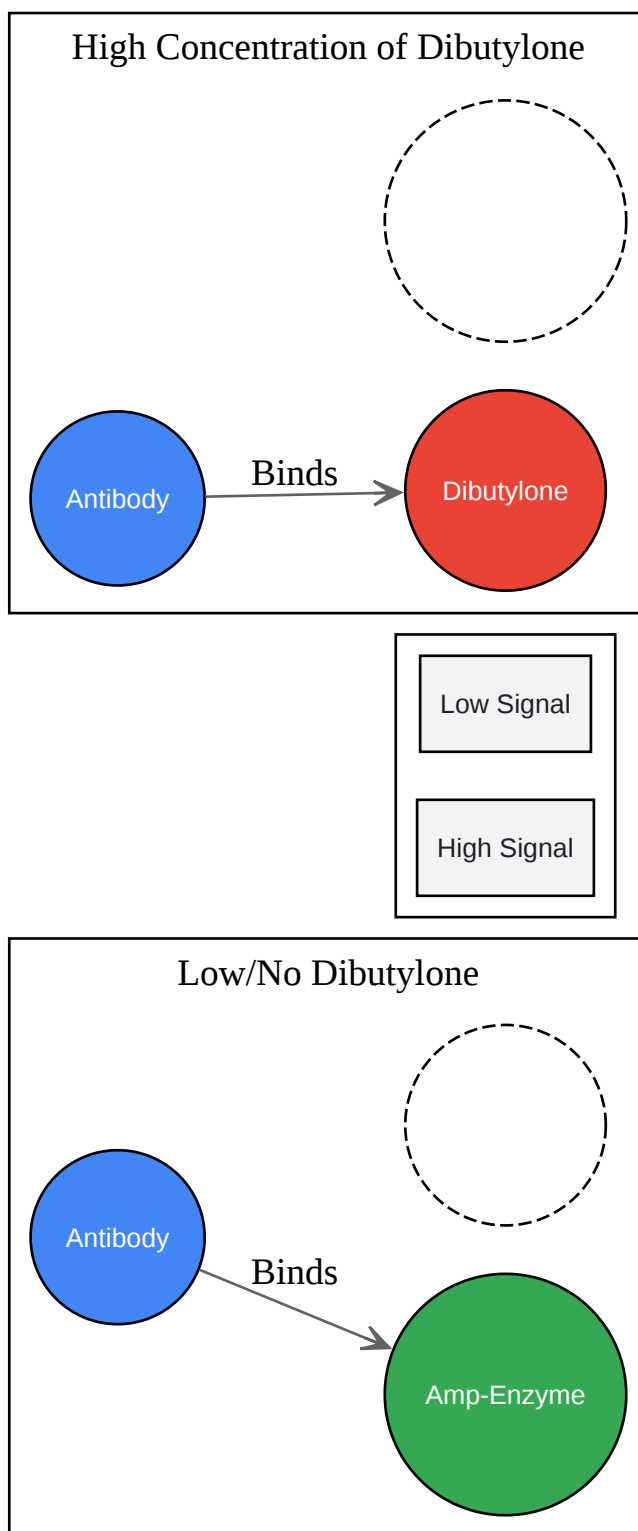 High Concentration of Dibutylone
Antibody
Binds
Dibutylone
Low Signal
High Signal
Low/No Dibutylone
Antibody
Binds
Amp-Enzyme